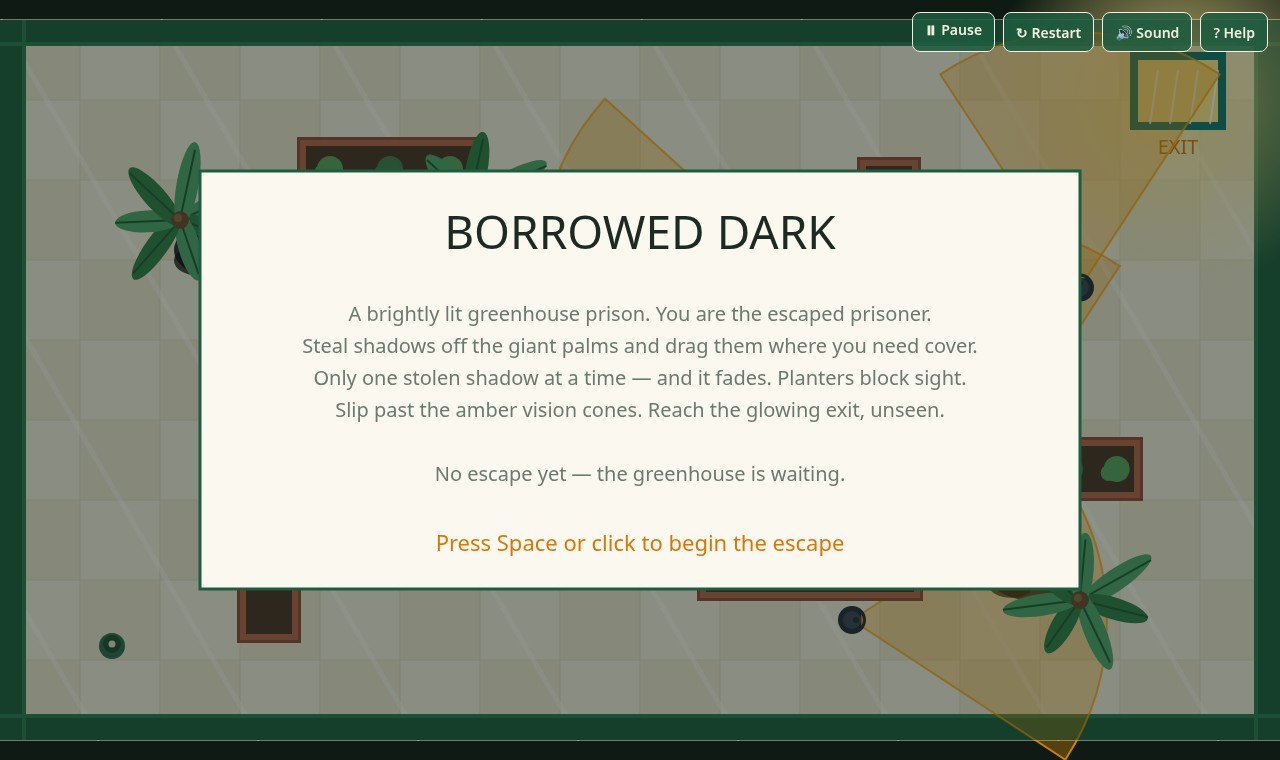 ⏸ Pause
↻ Restart
🔊 Sound
? Help
EXIT
BORROWED DARK
A brightly lit greenhouse prison. You are the escaped prisoner.
Steal shadows off the giant palms and drag them where you need cover.
Only one stolen shadow at a time — and it fades. Planters block sight.
Slip past the amber vision cones. Reach the glowing exit, unseen.
No escape yet — the greenhouse is waiting.
Press Space or click to begin the escape